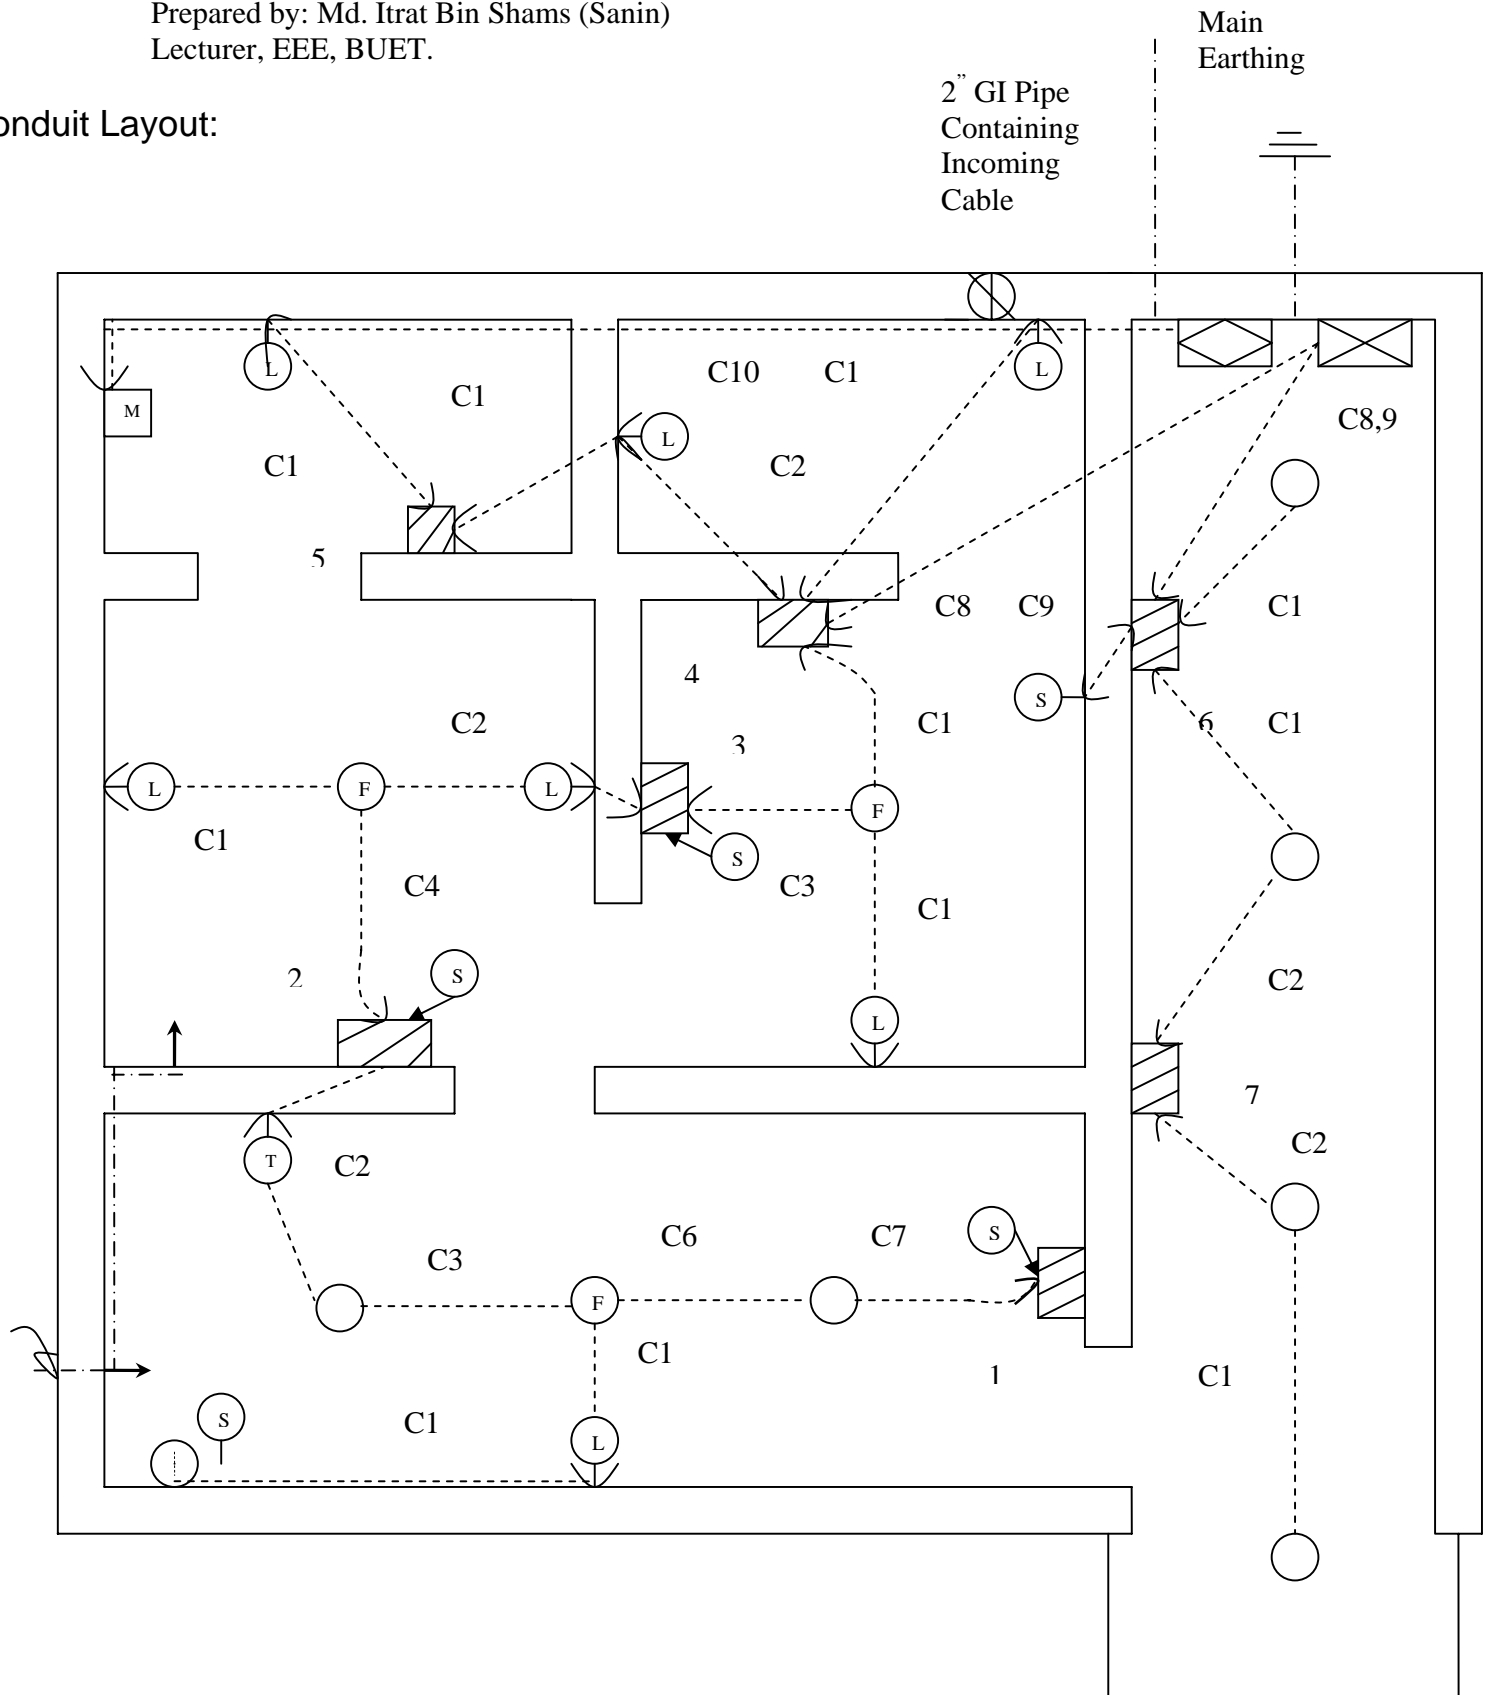 Prepared by: Md. Itrat Bin Shams (Sanin)
Lecturer, EEE, BUET.
Main
Earthing
2” GI Pipe
Containing
Incoming
Cable
onduit Layout:
L
C10
C1
L
C1
M
C8,9
L
C1
C2
5
C8
C9
C1
4
S
C2
3
C1
6
C1
L
F
L
F
C1
S
C4
C3
C1
2
S
C2
L
7
C2
T
C2
S
C6
C7
C3
F
C1
1
C1
S
C1
L